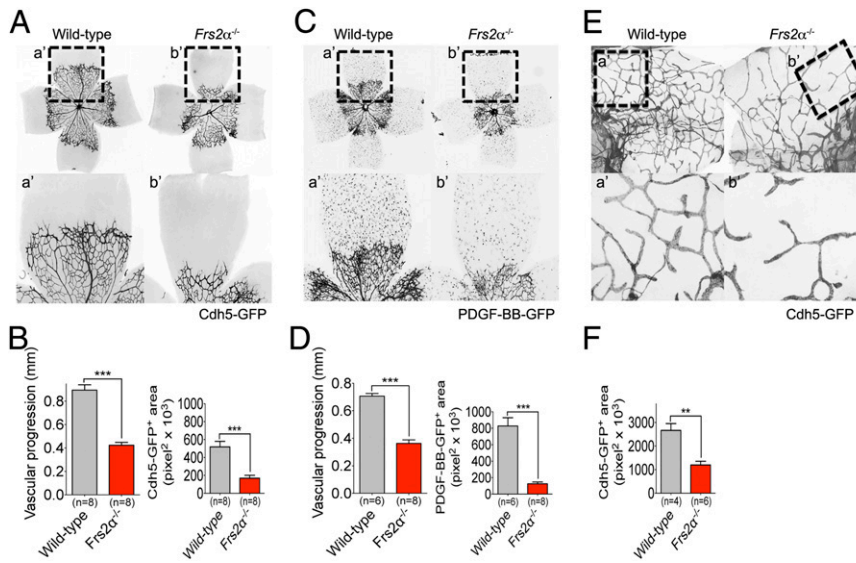 A
Wild-type
Frs2α-/-
a'
b'
a'
b'
Cdh5-GFP
C
Wild-type
Frs2α-/-
a'
b'
a'
b'
PDGF-BB-GFP
E
Wild-type
Frs2α-/-
a'
b'
a'
b'
Cdh5-GFP
B
Vascular progression (mm)
1.0
0.8
0.6
0.4
0.2
0.0
***
(n=8)
(n=8)
Wild-type
Frs2α-/-
Cdh5-GFP+ area
(pixel² x 10³)
1000
800
600
400
200
0
***
(n=8)
(n=8)
Wild-type
Frs2α-/-
D
Vascular progression (mm)
0.8
0.6
0.4
0.2
0.0
***
(n=6)
(n=8)
Wild-type
Frs2α-/-
PDGF-BB-GFP+ area
(pixel² x 10³)
1000
800
600
400
200
0
***
(n=6)
(n=8)
Wild-type
Frs2α-/-
F
Cdh5-GFP+ area
(pixel² x 10³)
3000
2000
1000
0
**
(n=4)
(n=6)
Wild-type
Frs2α-/-